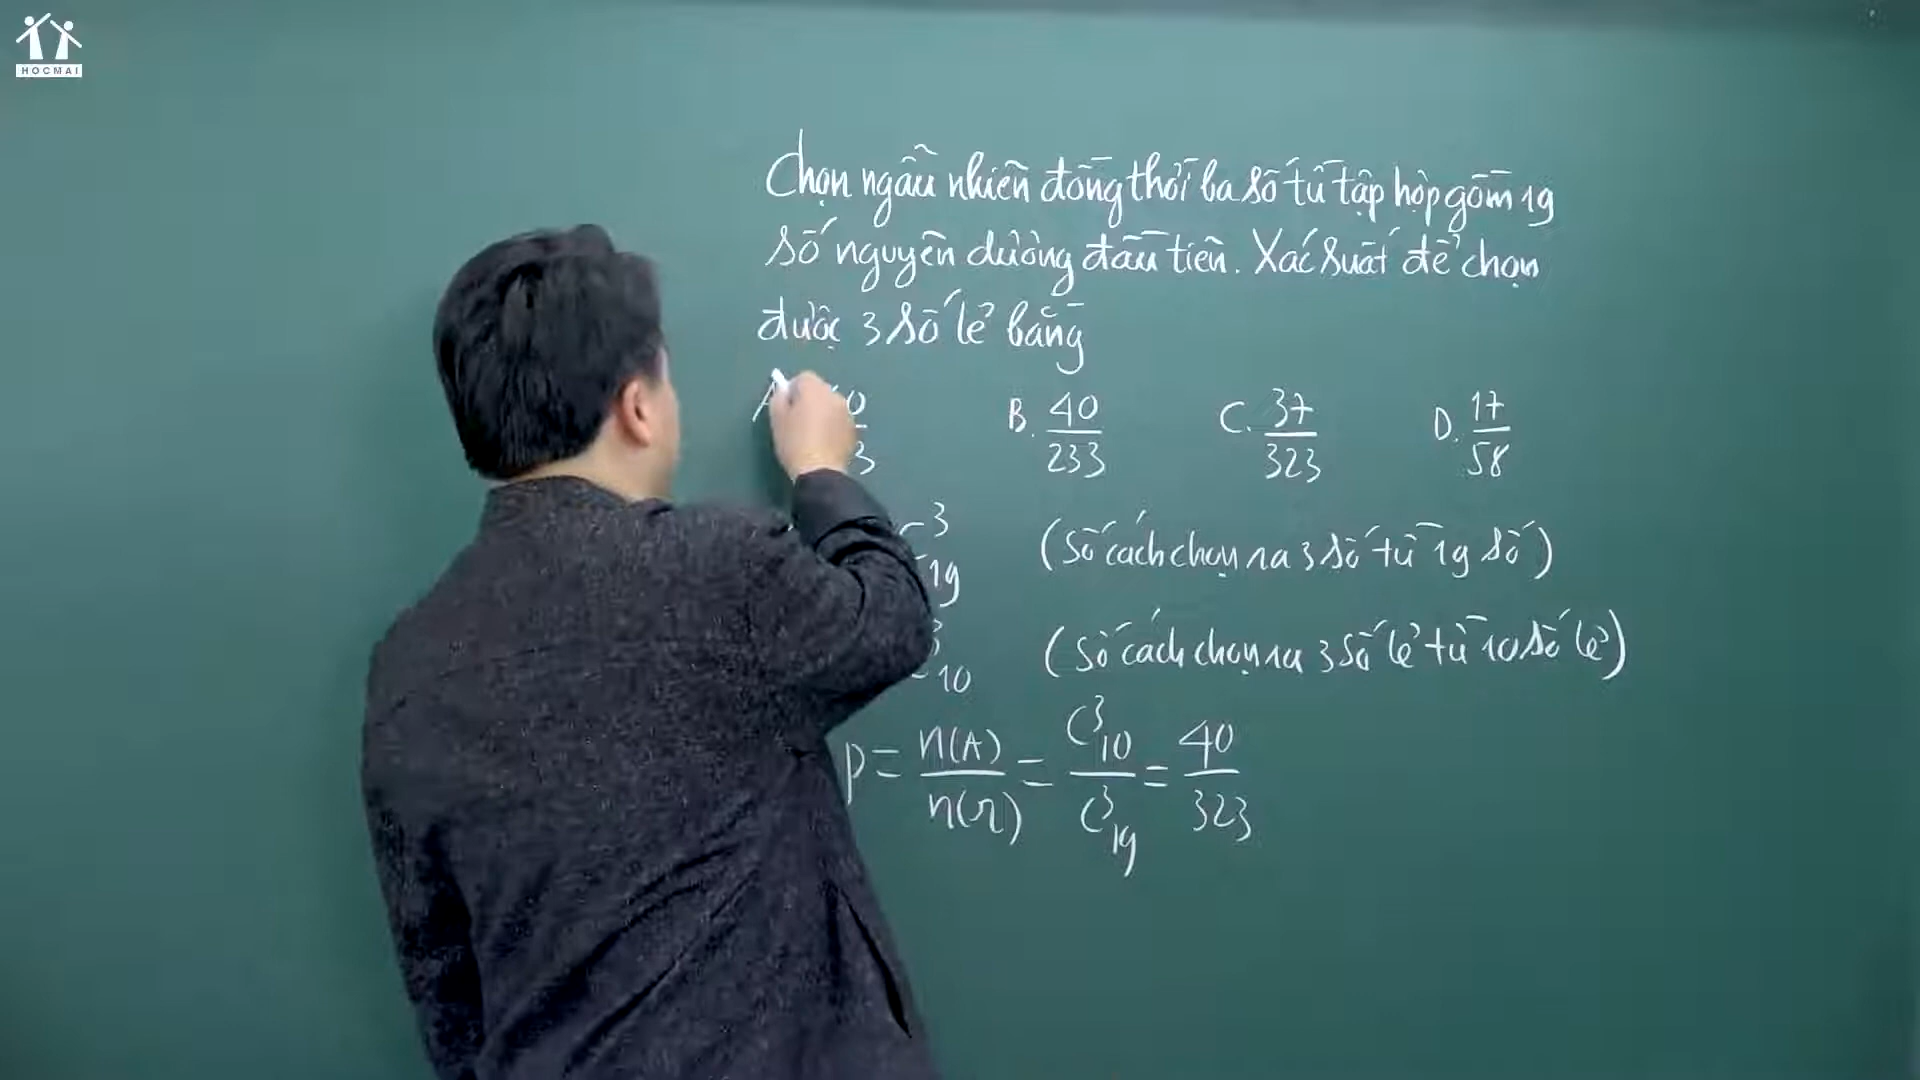 HOCMAI
Chọn ngẫu nhiên đồng thời ba số từ tập hợp gồm 19
số nguyên dương đầu tiên. Xác suất để chọn
được 3 số lẻ bằng
B. 40/233 C. 37/323 D. 17/58
C³₁₉ (Số cách chọn ra 3 số từ 19 số)
(Số cách chọn ra 3 số lẻ từ 10 số lẻ)
P = n(A)/n(Ω) = C³₁₀/C³₁₉ = 40/323